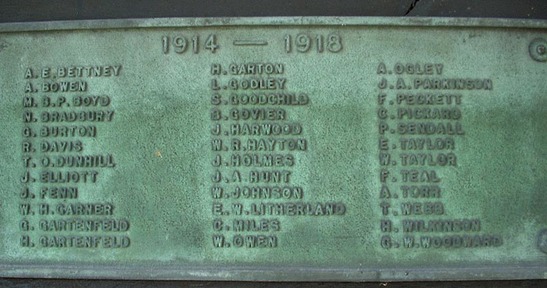 1914 — 1918
A. E. BETTNEY
A. BOWEN
M. S. P. BOYD
N. BRADBURY
G. BURTON
R. DAVIS
T. O. DUNHILL
J. ELLIOTT
J. FENN
W. H. GARNER
G. GARTENFELD
H. GARTENFELD
H. GARTON
L. GODLEY
S. GOODCHILD
B. GOVIER
J. HARWOOD
W. R. HAYTON
J. HOLMES
J. A. HUNT
W. JOHNSON
E. W. LITHERLAND
C. MILES
W. OWEN
A. OGLEY
J. A. PARKINSON
F. PECKETT
C. PICKARD
P. SENDALL
E. TAYLOR
W. TAYLOR
F. TEAL
A. TORR
T. WEBB
H. WILKINSON
G. W. WOODWARD